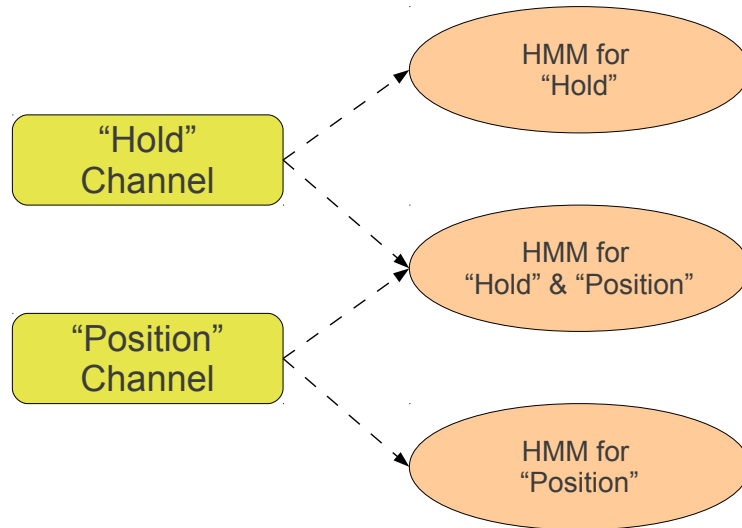 HMM for
“Hold”
“Hold”
Channel
HMM for
“Hold” & “Position”
“Position”
Channel
HMM for
“Position”